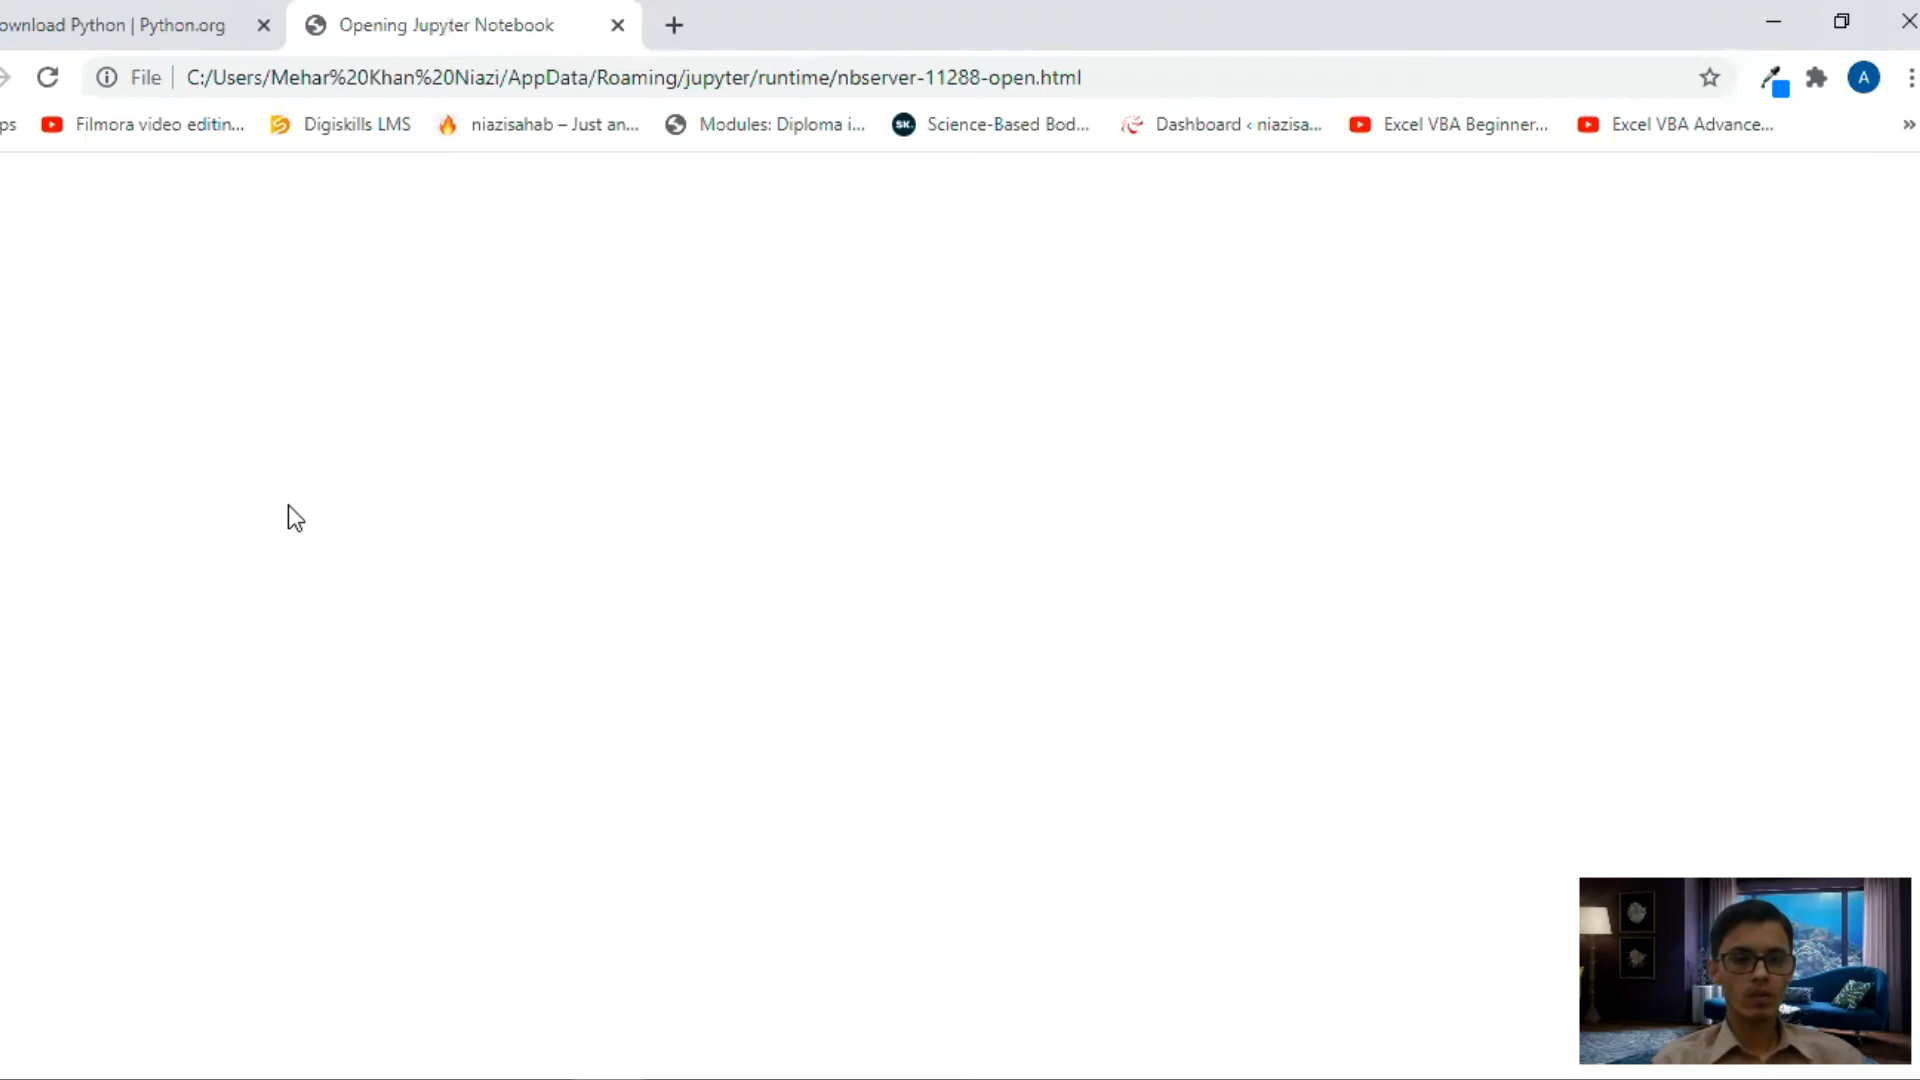 ownload Python | Python.org
Opening Jupyter Notebook
File
C:/Users/Mehar%20Khan%20Niazi/AppData/Roaming/jupyter/runtime/nbserver-11288-open.html
A
ps
Filmora video editin...
Digiskills LMS
niazisahab – Just an...
Modules: Diploma i...
SK.
Science-Based Bod...
Dashboard ‹ niazisa...
Excel VBA Beginner...
Excel VBA Advance...